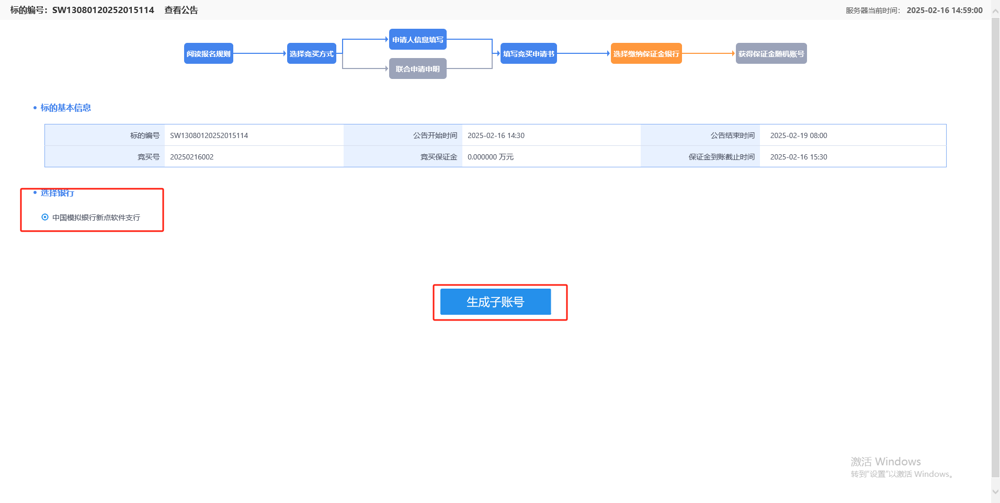 标的编号：SW13080120252015114 查看公告
服务器当前时间： 2025-02-16 14:59:00
阅读报名规则
选择竞买方式
申请人信息填写
联合申请申明
填写竞买申请书
选择缴纳保证金银行
获得保证金随机账号
标的基本信息
标的编号 SW13080120252015114 公告开始时间 2025-02-16 14:30 公告结束时间 2025-02-19 08:00
竞买号 20250216002 竞买保证金 0.000000 万元 保证金到账截止时间 2025-02-16 15:30
选择银行
中国模拟银行新点软件支行
生成子账号
激活 Windows
转到“设置”以激活 Windows。